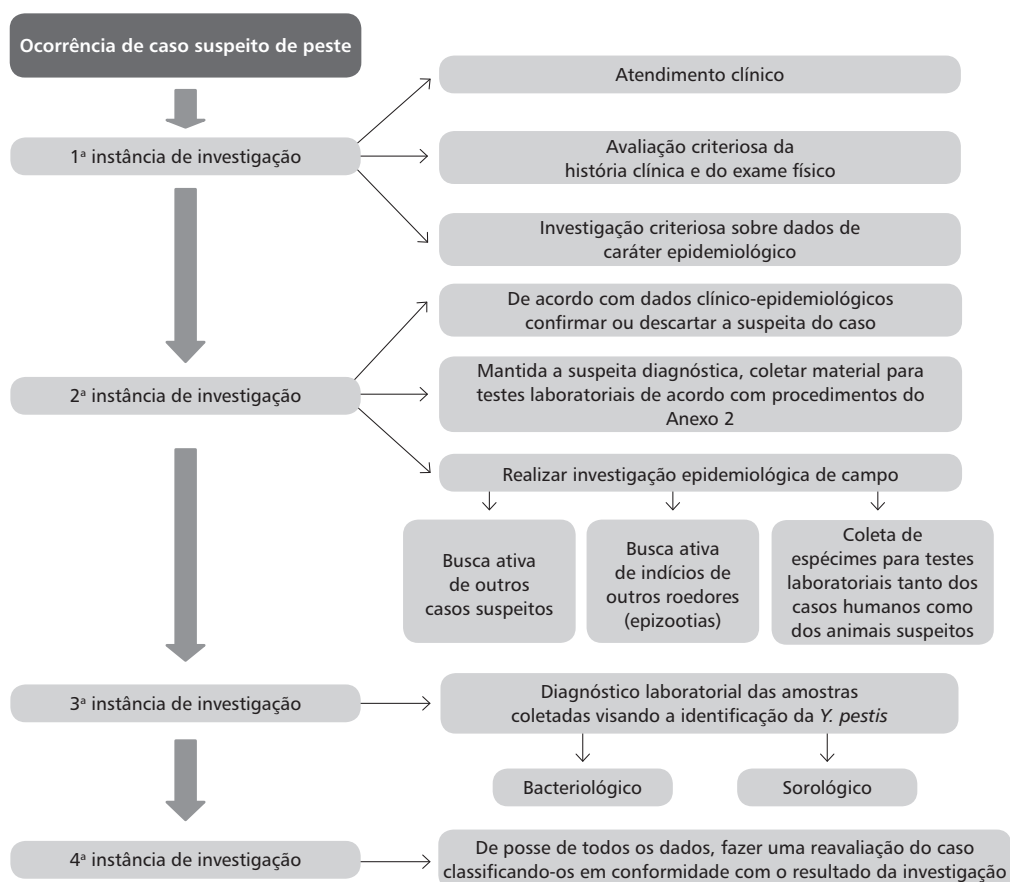 Ocorrência de caso suspeito de peste
1ª instância de investigação
Atendimento clínico
Avaliação criteriosa da
história clínica e do exame físico
Investigação criteriosa sobre dados de
caráter epidemiológico
2ª instância de investigação
De acordo com dados clínico-epidemiológicos
confirmar ou descartar a suspeita do caso
Mantida a suspeita diagnóstica, coletar material para
testes laboratoriais de acordo com procedimentos do
Anexo 2
Realizar investigação epidemiológica de campo
Busca ativa
de outros
casos suspeitos
Busca ativa
de indícios de
outros roedores
(epizootias)
Coleta de
espécimes para testes
laboratoriais tanto dos
casos humanos como
dos animais suspeitos
3ª instância de investigação
Diagnóstico laboratorial das amostras
coletadas visando a identificação da Y. pestis
Bacteriológico
Sorológico
4ª instância de investigação
De posse de todos os dados, fazer uma reavaliação do caso
classificando-os em conformidade com o resultado da investigação